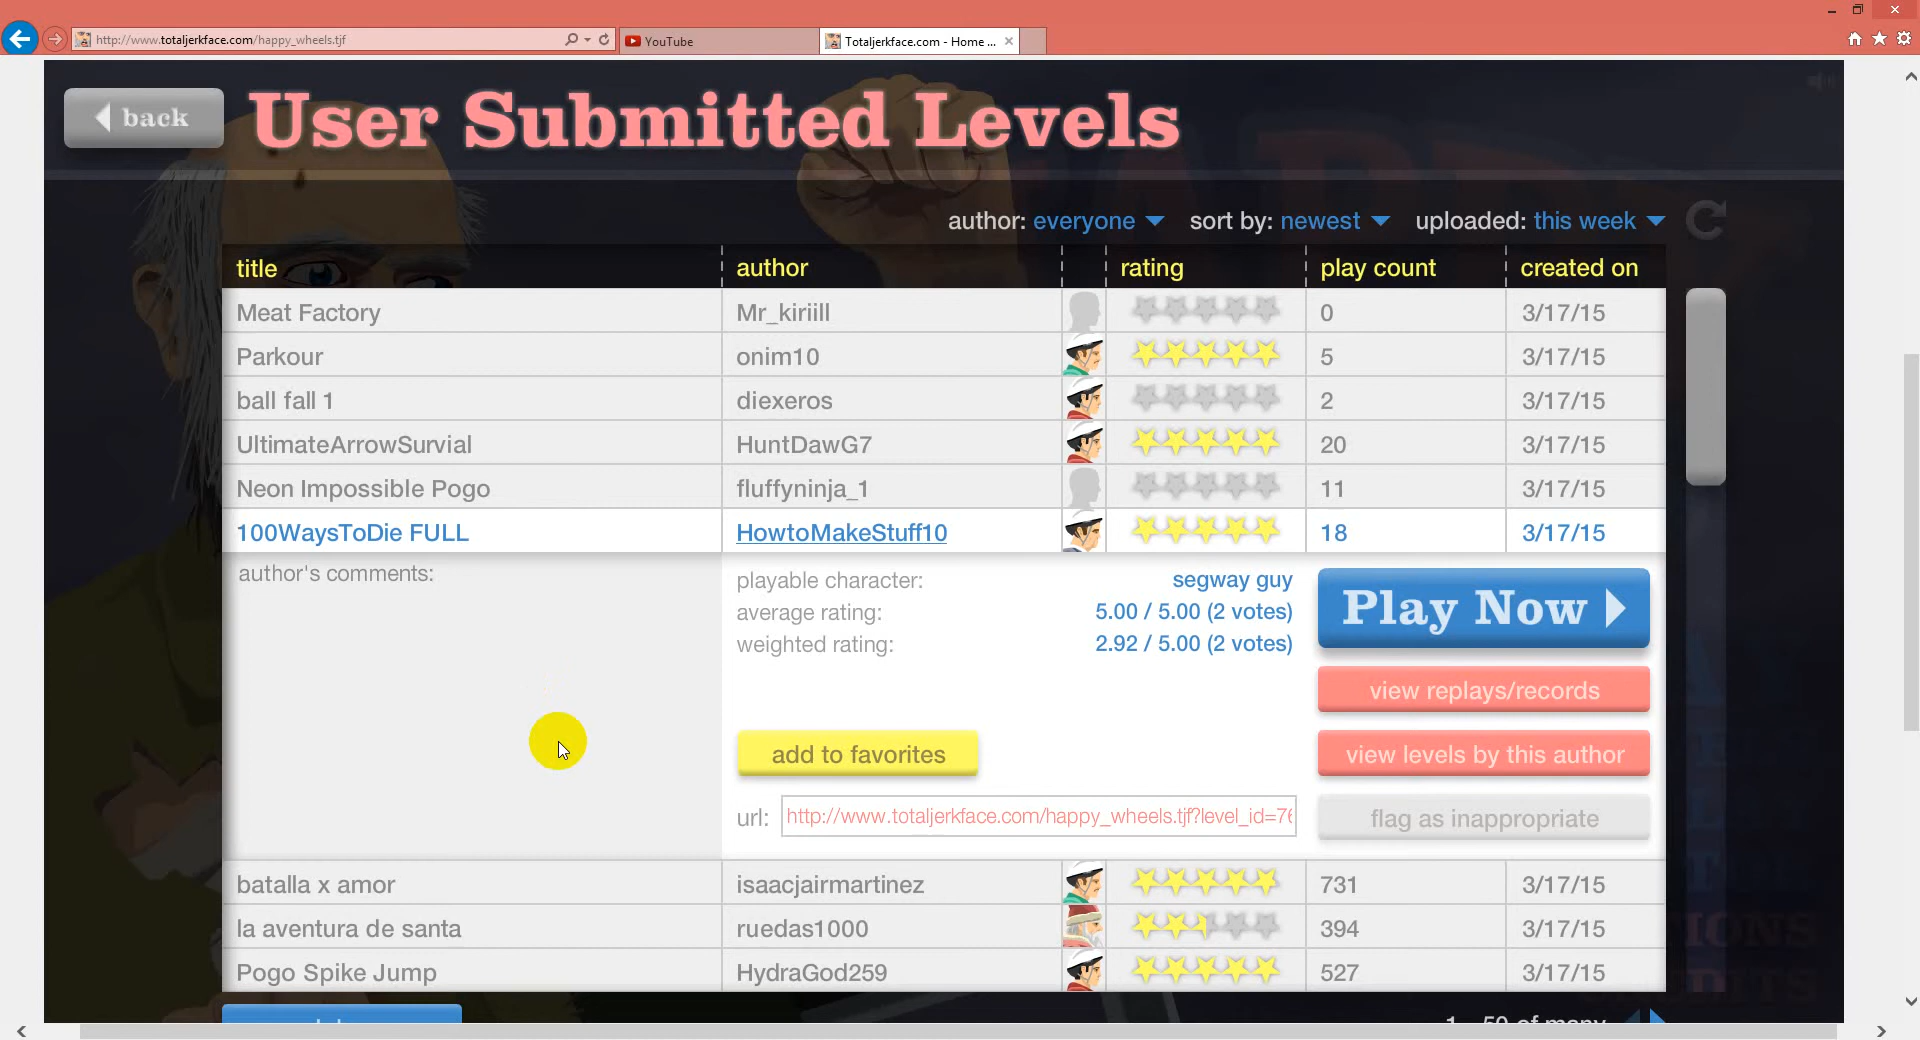 http://www.totaljerkface.com/happy_wheels.tjf
YouTube
Totaljerkface.com - Home ...
back
User Submitted Levels
author: everyone sort by: newest uploaded: this week
title author rating play count created on
Meat Factory Mr_kiriill 0 3/17/15
Parkour onim10 5 3/17/15
ball fall 1 diexeros 2 3/17/15
UltimateArrowSurvial HuntDawG7 20 3/17/15
Neon Impossible Pogo fluffyninja_1 11 3/17/15
100WaysToDie FULL HowtoMakeStuff10 18 3/17/15
author's comments:
playable character: segway guy
average rating: 5.00 / 5.00 (2 votes)
weighted rating: 2.92 / 5.00 (2 votes)
Play Now
view replays/records
add to favorites
view levels by this author
url: http://www.totaljerkface.com/happy_wheels.tjf?level_id=76
flag as inappropriate
batalla x amor isaacjairmartinez 731 3/17/15
la aventura de santa ruedas1000 394 3/17/15
Pogo Spike Jump HydraGod259 527 3/17/15
1 - 50 of many